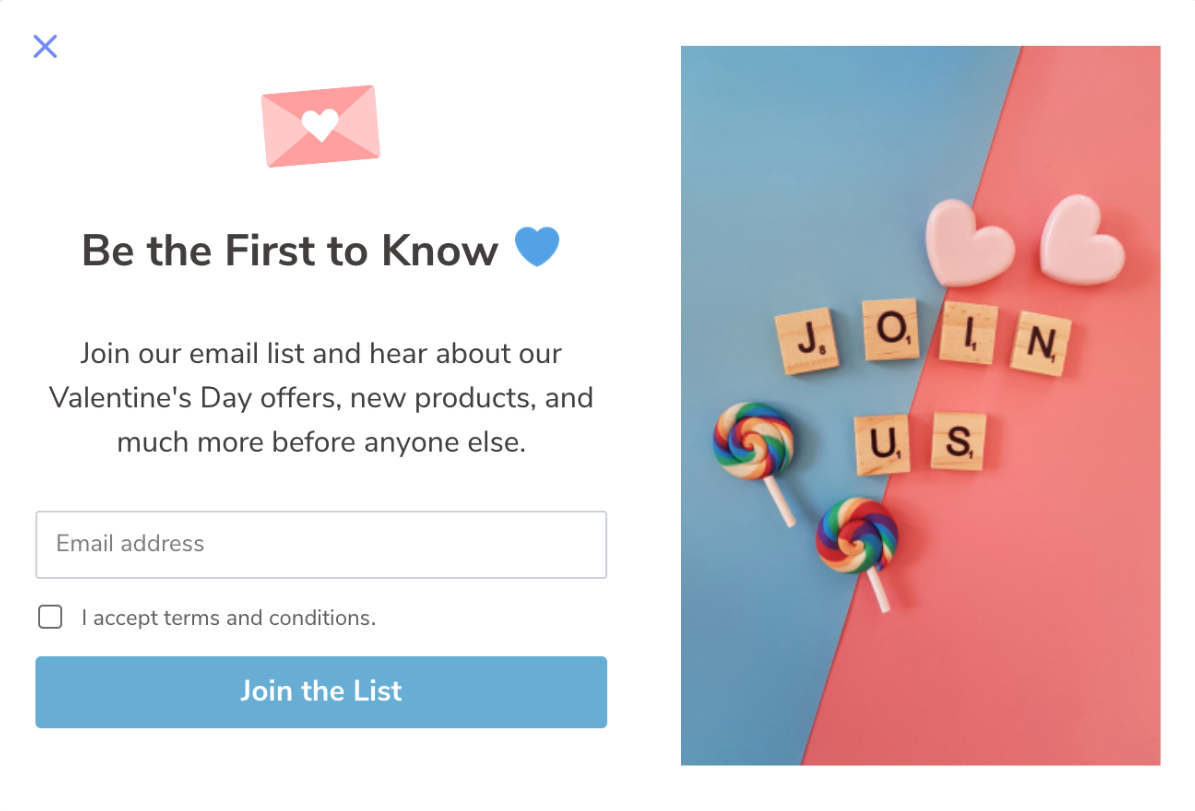 Be the First to Know 💙
Join our email list and hear about our
Valentine's Day offers, new products, and
much more before anyone else.
Email address
I accept terms and conditions.
Join the List
J8 O1 I1 N1
U1 S1